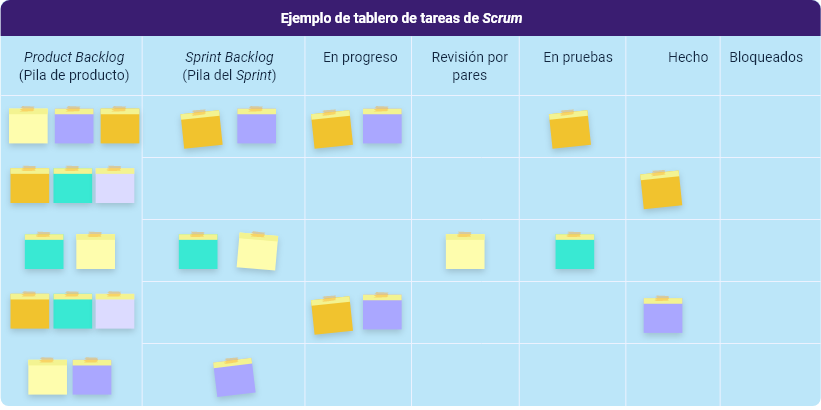 Ejemplo de tablero de tareas de Scrum
Product Backlog
(Pila de producto)
Sprint Backlog
(Pila del Sprint)
En progreso
Revisión por
pares
En pruebas
Hecho
Bloqueados